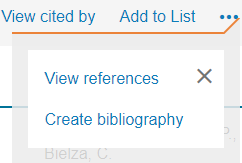 View cited by Add to List •••
View references
Create bibliography
P.,
Bielza, C.